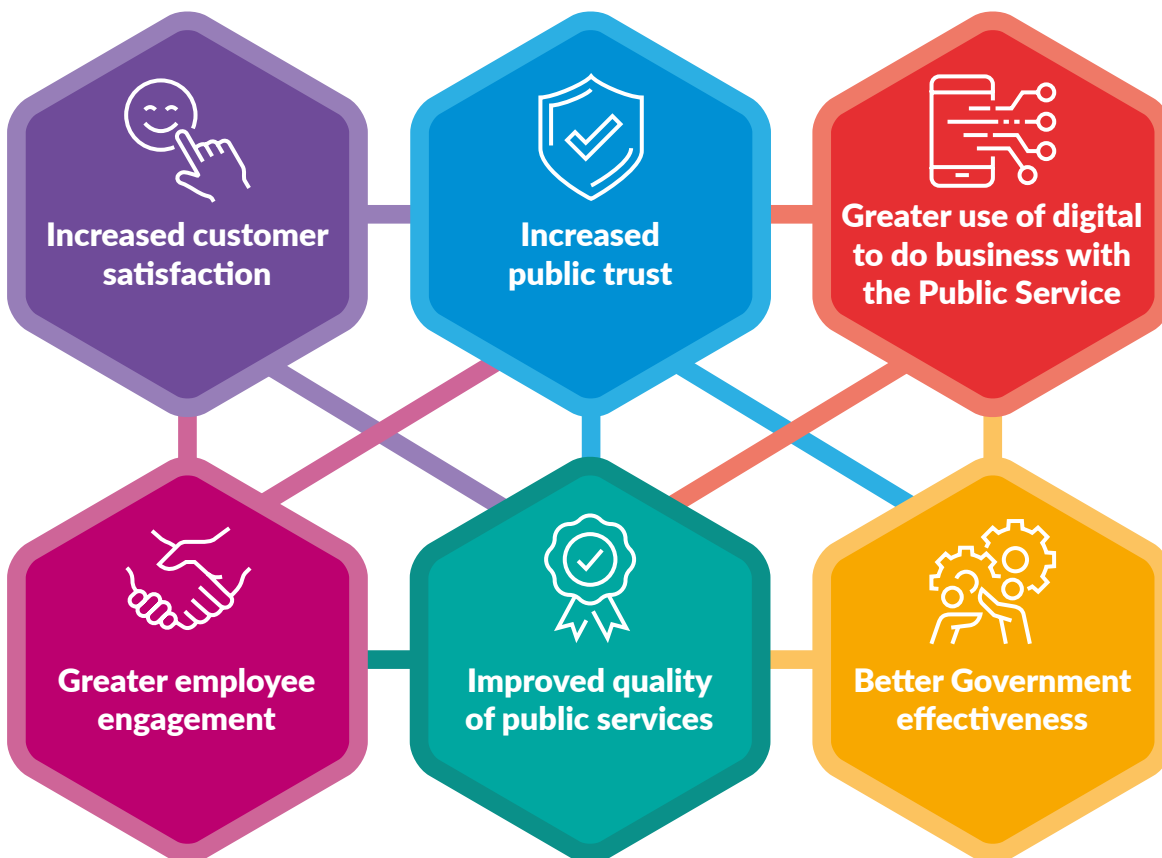 Increased customer
satisfaction
Increased
public trust
Greater use of digital
to do business with
the Public Service
Greater employee
engagement
Improved quality
of public services
Better Government
effectiveness